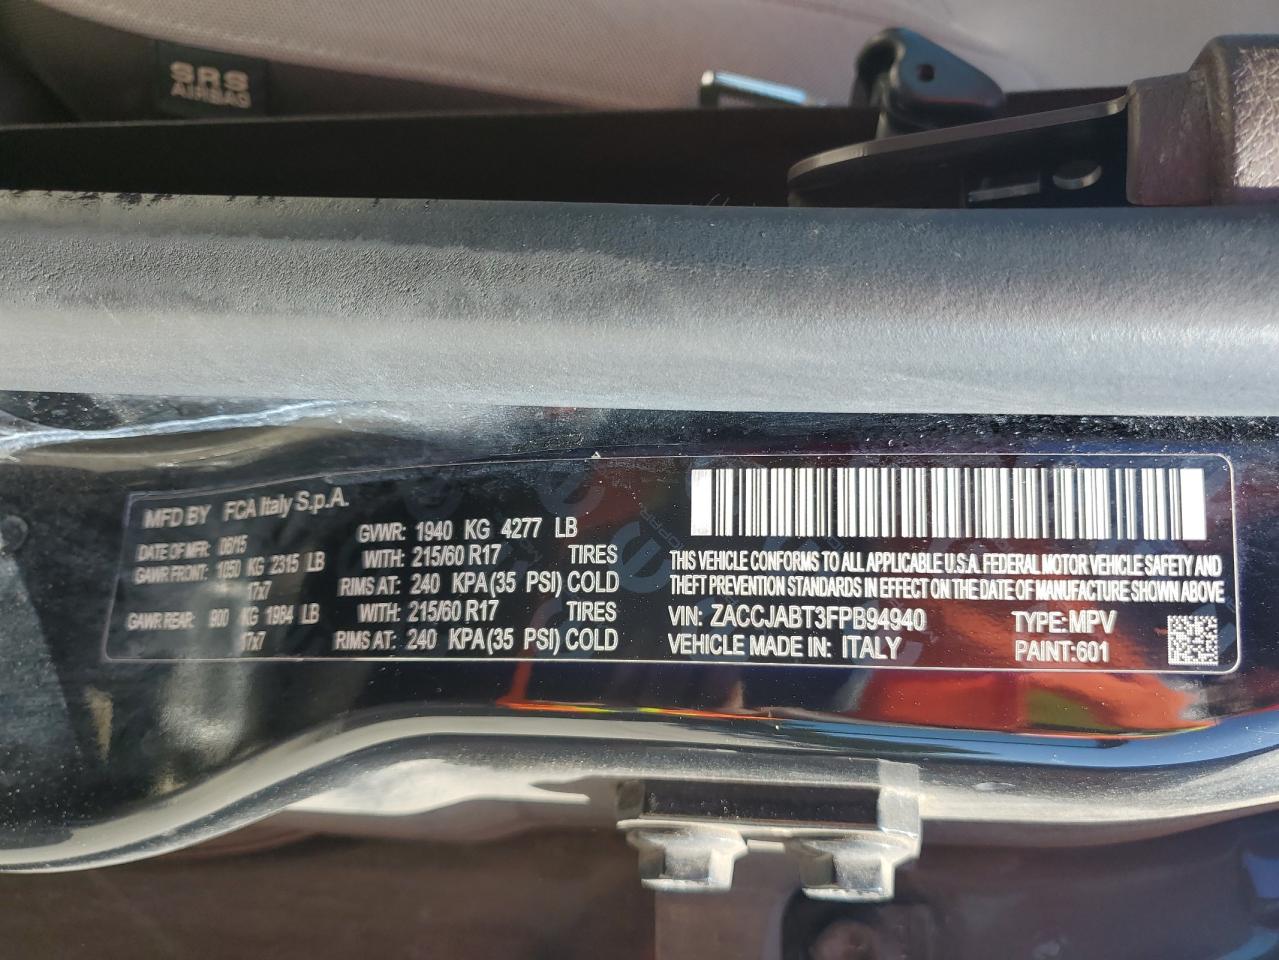 SRS
AIRBAG
MFD BY FCA Italy S.p.A.
DATE OF MFR: 06/15
GVWR: 1940 KG 4277 LB
GAWR FRONT: 1050 KG 2315 LB WITH: 215/60 R17 TIRES
17x7 RIMS AT: 240 KPA(35 PSI) COLD
GAWR REAR: 900 KG 1984 LB WITH: 215/60 R17 TIRES
17x7 RIMS AT: 240 KPA(35 PSI) COLD
THIS VEHICLE CONFORMS TO ALL APPLICABLE U.S.A. FEDERAL MOTOR VEHICLE SAFETY AND
THEFT PREVENTION STANDARDS IN EFFECT ON THE DATE OF MANUFACTURE SHOWN ABOVE
VIN: ZACCJABT3FPB94940 TYPE:MPV
VEHICLE MADE IN: ITALY PAINT:601